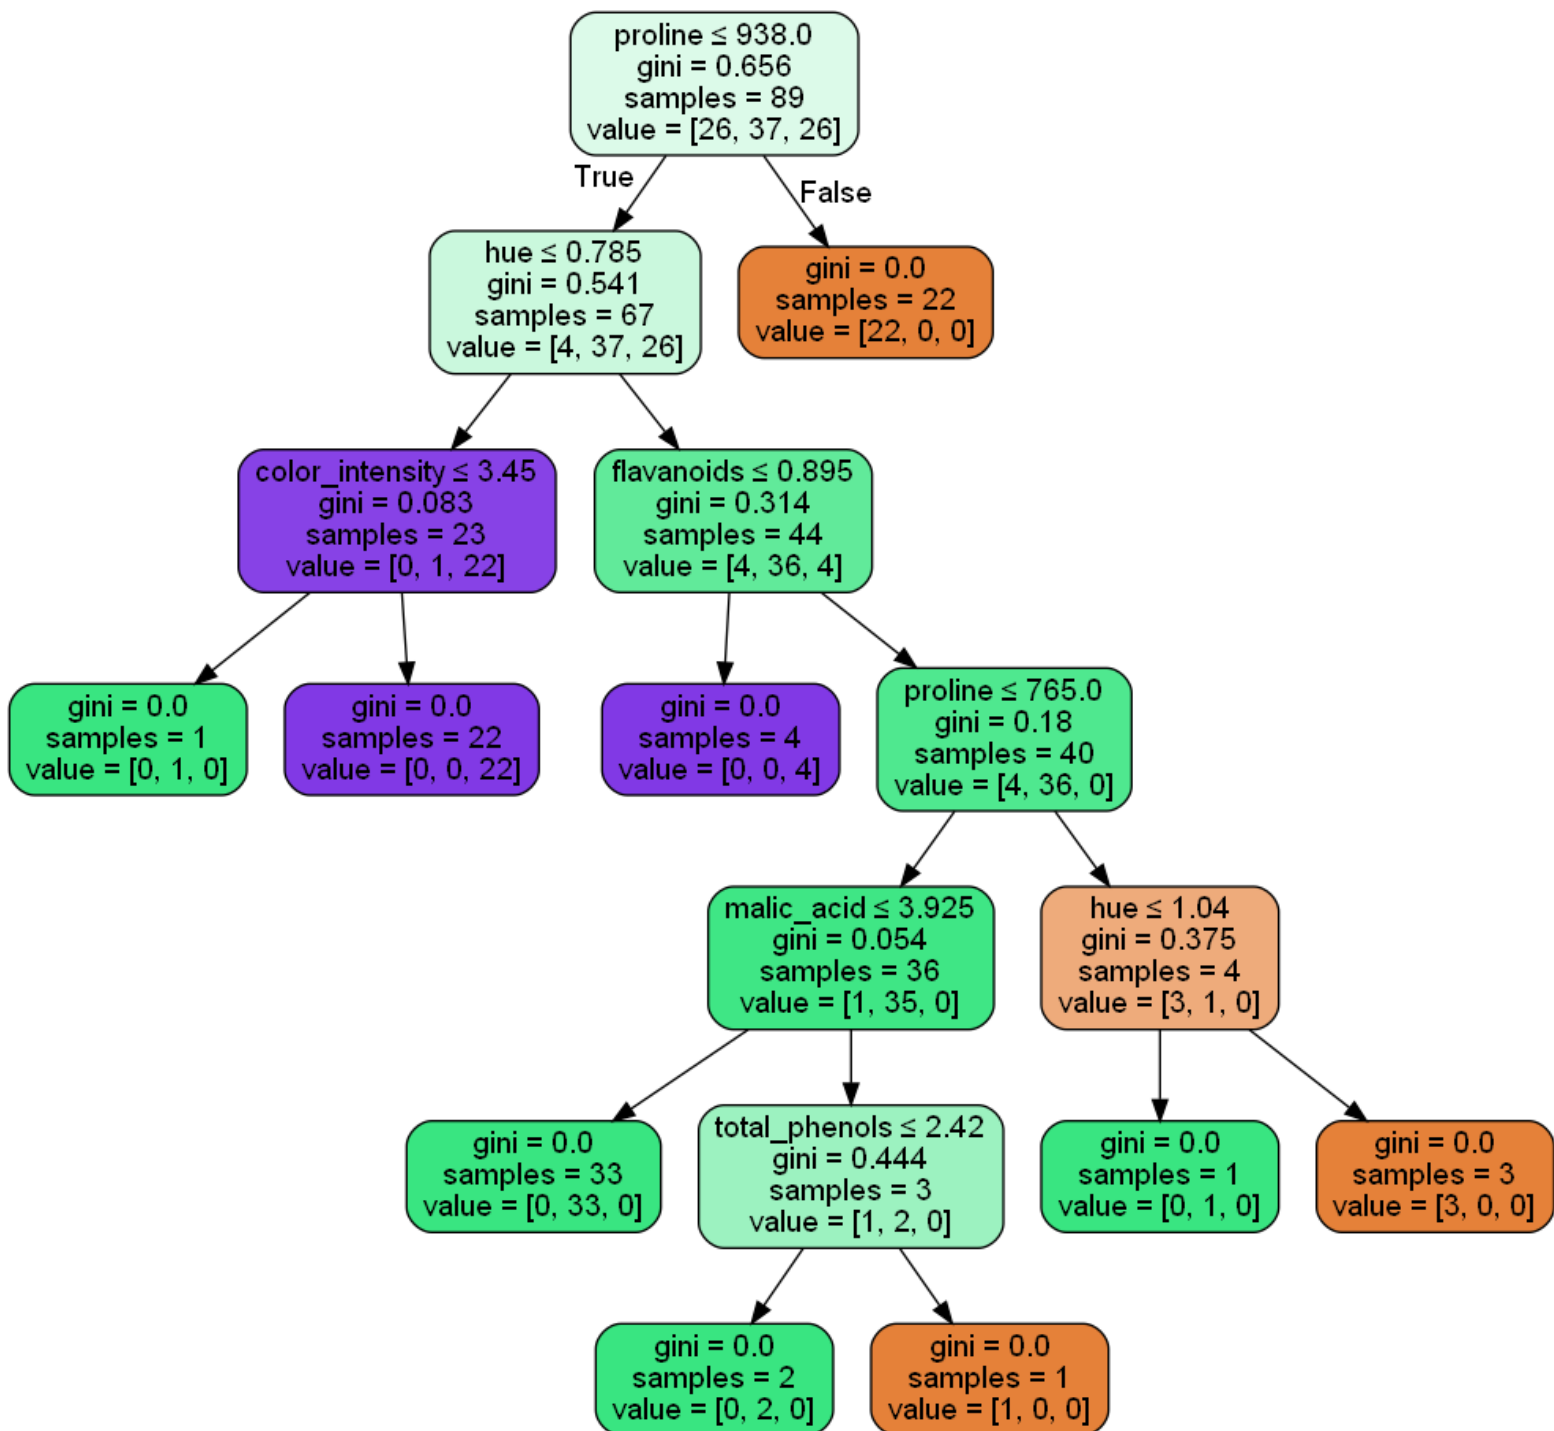 proline ≤ 938.0
gini = 0.656
samples = 89
value = [26, 37, 26]
True
False
hue ≤ 0.785
gini = 0.541
samples = 67
value = [4, 37, 26]
gini = 0.0
samples = 22
value = [22, 0, 0]
color_intensity ≤ 3.45
gini = 0.083
samples = 23
value = [0, 1, 22]
flavanoids ≤ 0.895
gini = 0.314
samples = 44
value = [4, 36, 4]
gini = 0.0
samples = 1
value = [0, 1, 0]
gini = 0.0
samples = 22
value = [0, 0, 22]
gini = 0.0
samples = 4
value = [0, 0, 4]
proline ≤ 765.0
gini = 0.18
samples = 40
value = [4, 36, 0]
malic_acid ≤ 3.925
gini = 0.054
samples = 36
value = [1, 35, 0]
hue ≤ 1.04
gini = 0.375
samples = 4
value = [3, 1, 0]
gini = 0.0
samples = 33
value = [0, 33, 0]
total_phenols ≤ 2.42
gini = 0.444
samples = 3
value = [1, 2, 0]
gini = 0.0
samples = 1
value = [0, 1, 0]
gini = 0.0
samples = 3
value = [3, 0, 0]
gini = 0.0
samples = 2
value = [0, 2, 0]
gini = 0.0
samples = 1
value = [1, 0, 0]